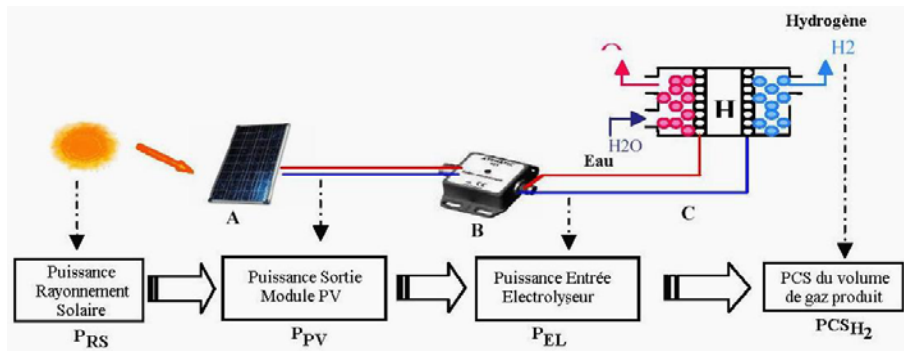 Hydrogène
H2
H
H2O
Eau
A
B
C
Puissance
Rayonnement
Solaire
Puissance Sortie
Module PV
Puissance Entrée
Electrolyseur
PCS du volume
de gaz produit
PRS
PPV
PEL
PCSH2